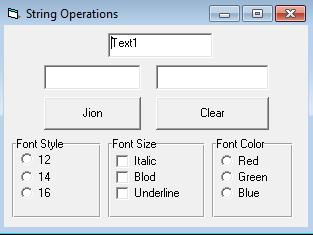 String Operations
Text1
Jion Clear
Font Style Font Size Font Color
12 Italic Red
14 Blod Green
16 Underline Blue